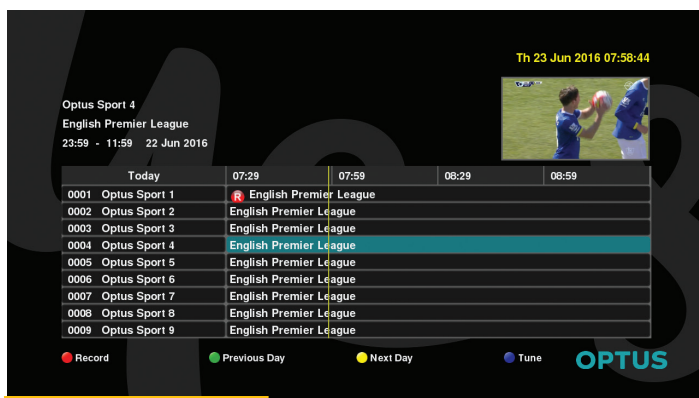 Th 23 Jun 2016 07:58:44
Optus Sport 4
English Premier League
23:59 - 11:59 22 Jun 2016
Today 07:29 07:59 08:29 08:59
0001 Optus Sport 1 R English Premier League
0002 Optus Sport 2 English Premier League
0003 Optus Sport 3 English Premier League
0004 Optus Sport 4 English Premier League
0005 Optus Sport 5 English Premier League
0006 Optus Sport 6 English Premier League
0007 Optus Sport 7 English Premier League
0008 Optus Sport 8 English Premier League
0009 Optus Sport 9 English Premier League
Record Previous Day Next Day Tune OPTUS